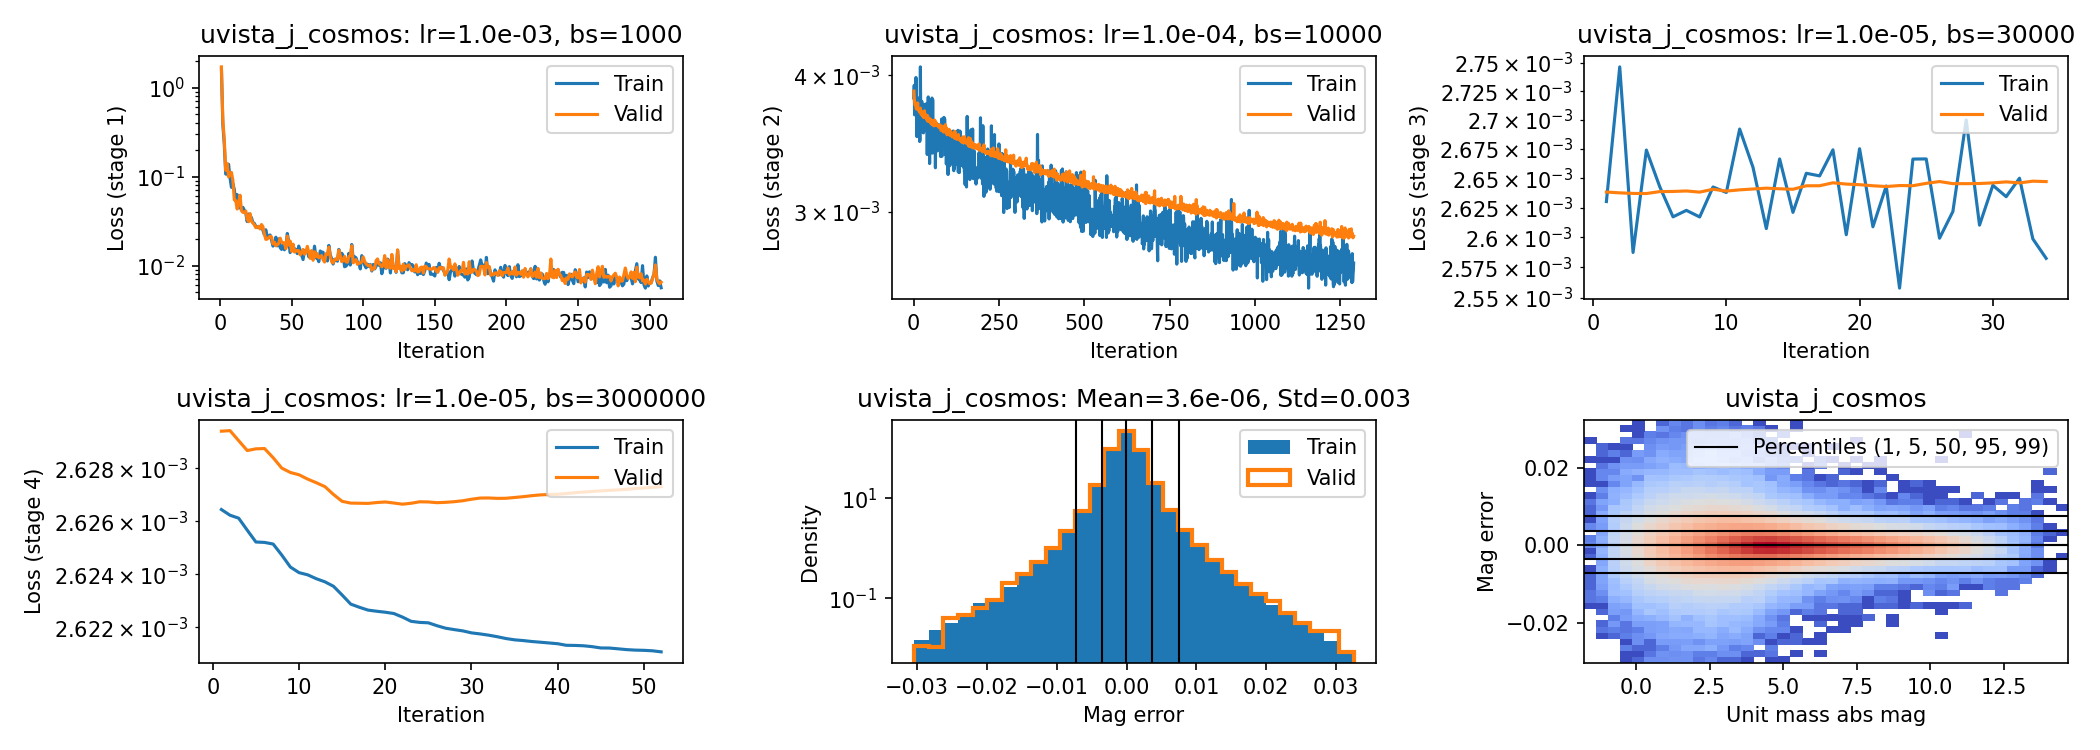 uvista_j_cosmos: lr=1.0e-03, bs=1000
Loss (stage 1)
10⁰
10⁻¹
10⁻²
Train
Valid
0 50 100 150 200 250 300
Iteration
uvista_j_cosmos: lr=1.0e-04, bs=10000
Loss (stage 2)
4 × 10⁻³
3 × 10⁻³
Train
Valid
0 250 500 750 1000 1250
Iteration
uvista_j_cosmos: lr=1.0e-05, bs=30000
Loss (stage 3)
2.75 × 10⁻³
2.725 × 10⁻³
2.7 × 10⁻³
2.675 × 10⁻³
2.65 × 10⁻³
2.625 × 10⁻³
2.6 × 10⁻³
2.575 × 10⁻³
2.55 × 10⁻³
Train
Valid
0 10 20 30
Iteration
uvista_j_cosmos: lr=1.0e-05, bs=3000000
Loss (stage 4)
2.628 × 10⁻³
2.626 × 10⁻³
2.624 × 10⁻³
2.622 × 10⁻³
Train
Valid
0 10 20 30 40 50
Iteration
uvista_j_cosmos: Mean=3.6e-06, Std=0.003
Density
10¹
10⁻¹
Train
Valid
−0.03 −0.02 −0.01 0.00 0.01 0.02 0.03
Mag error
uvista_j_cosmos
Mag error
0.02
0.00
−0.02
Percentiles (1, 5, 50, 95, 99)
0.0 2.5 5.0 7.5 10.0 12.5
Unit mass abs mag